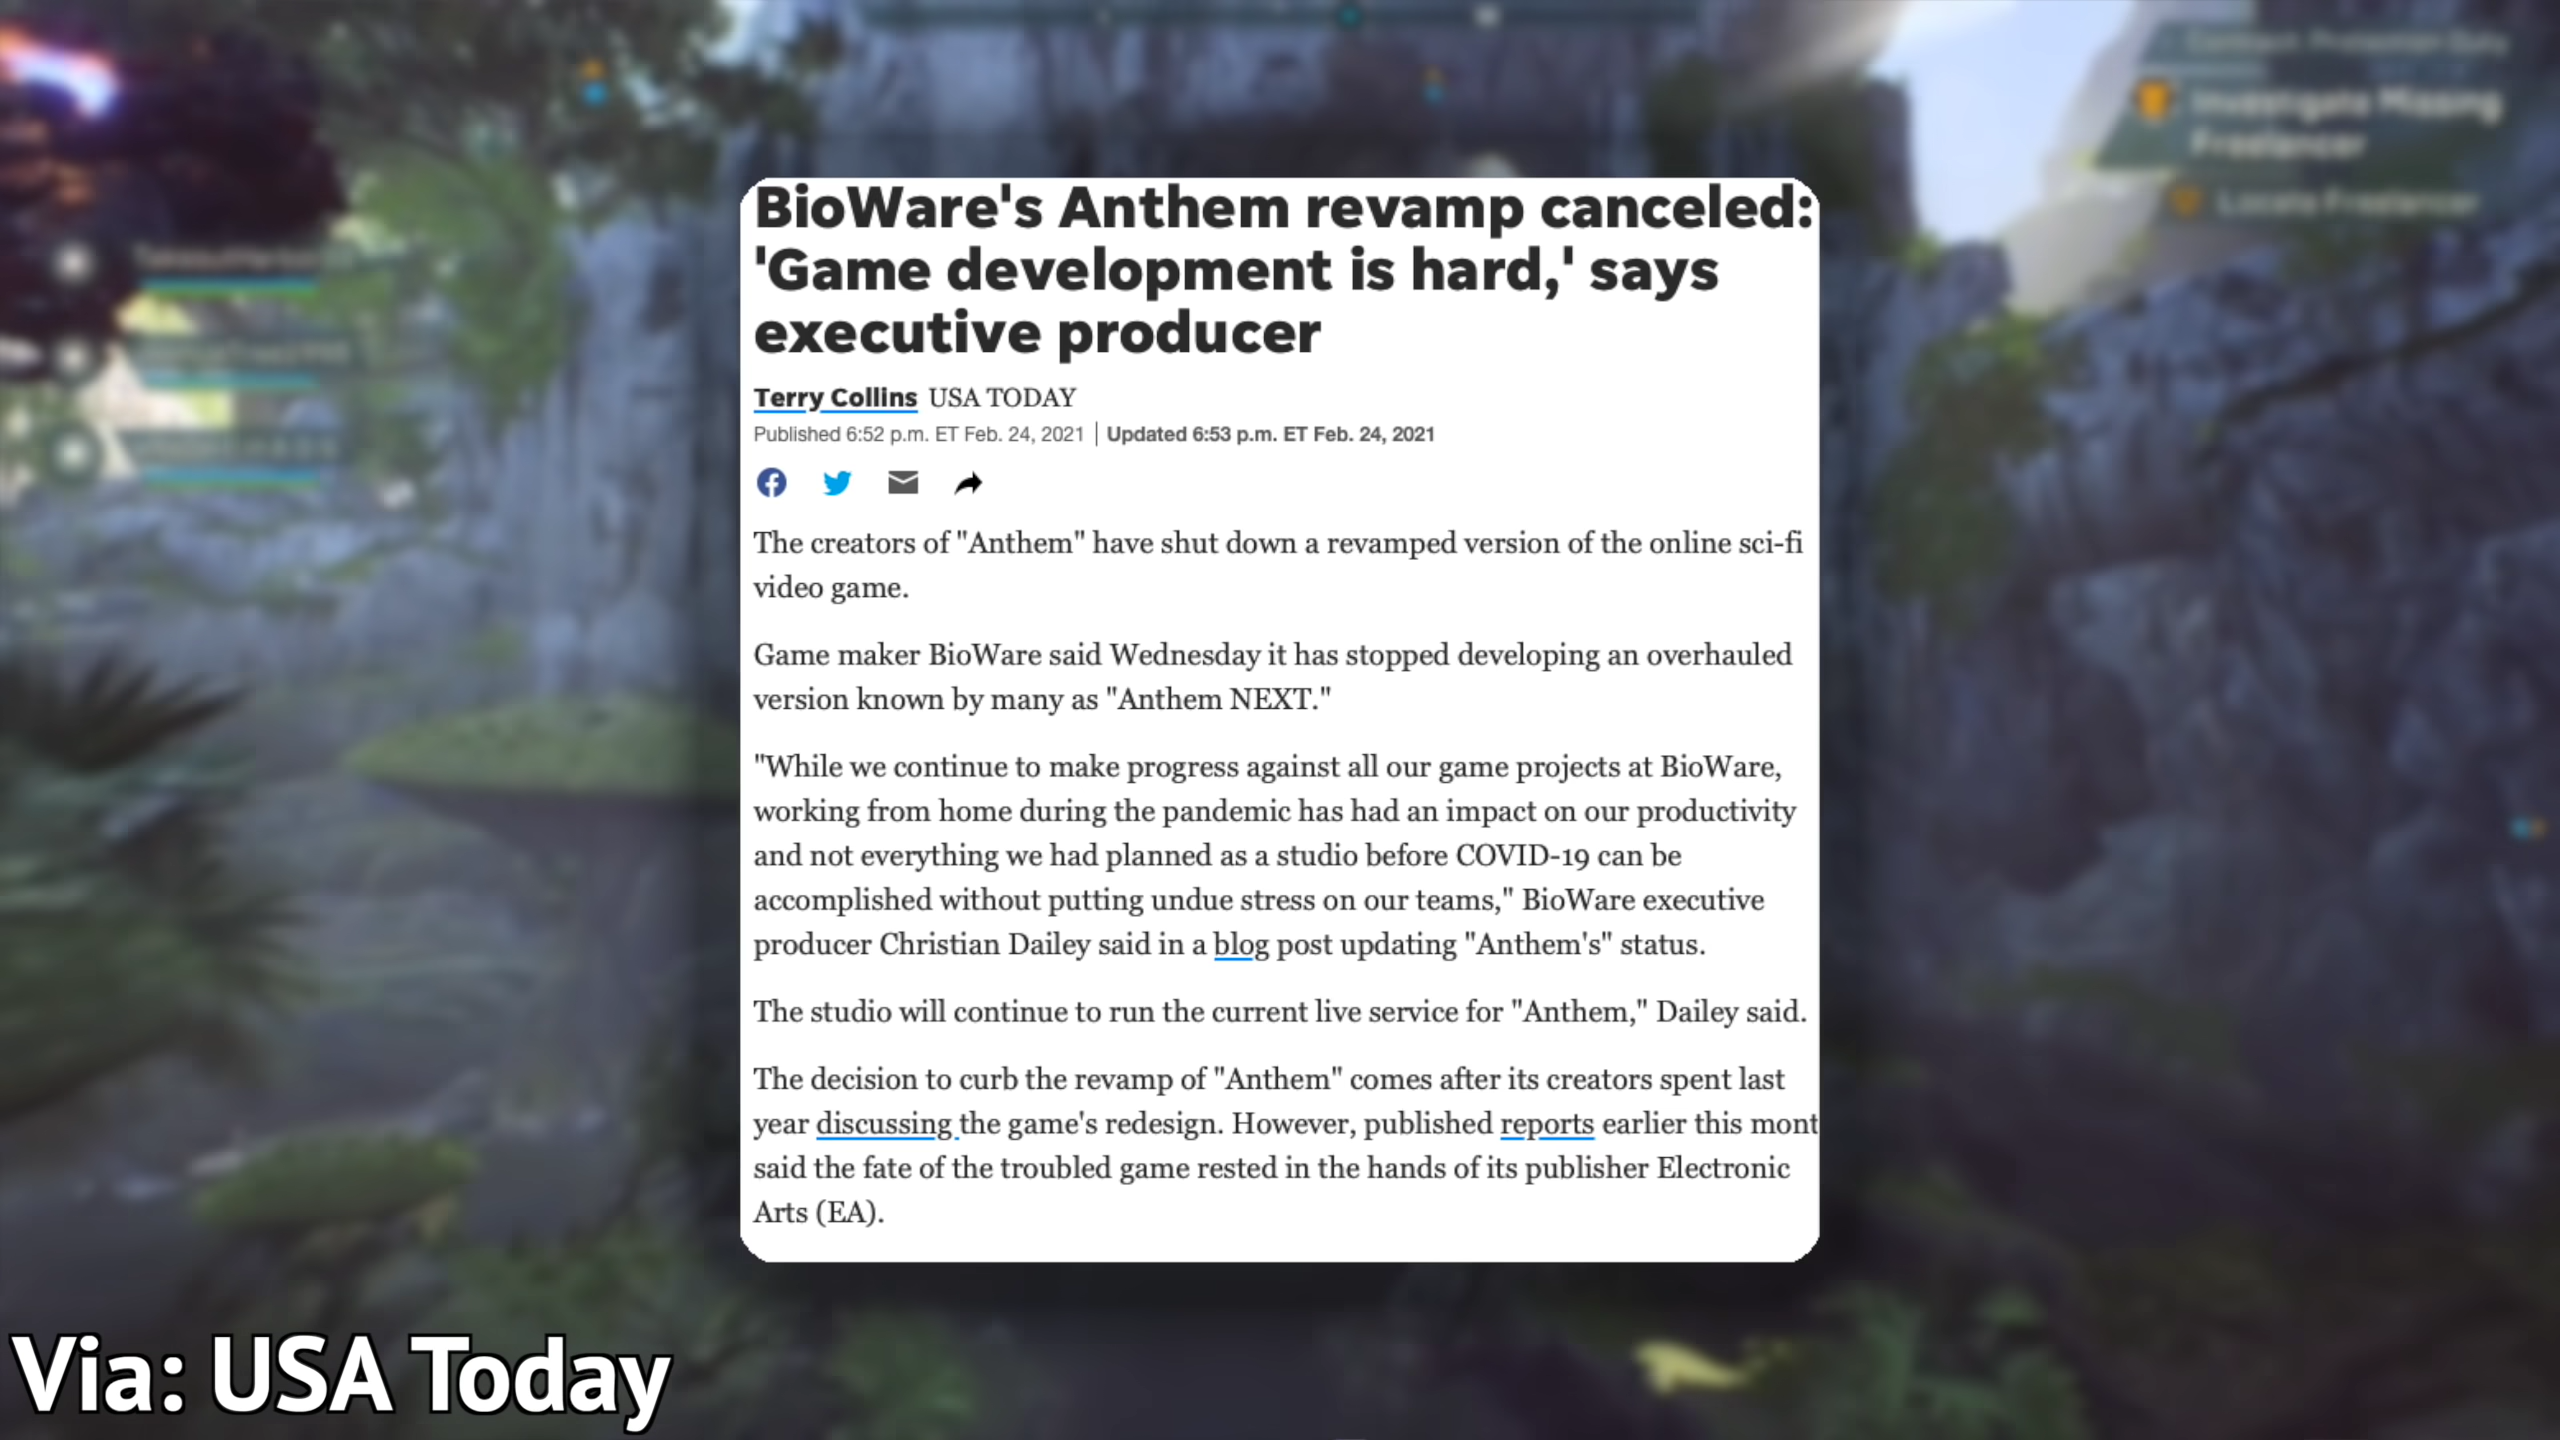 Investigate Missing
Freelancer
Locate Freelancer
BioWare's Anthem revamp canceled:
'Game development is hard,' says
executive producer
Terry Collins USA TODAY
Published 6:52 p.m. ET Feb. 24, 2021 | Updated 6:53 p.m. ET Feb. 24, 2021
The creators of "Anthem" have shut down a revamped version of the online sci-fi
video game.
Game maker BioWare said Wednesday it has stopped developing an overhauled
version known by many as "Anthem NEXT."
"While we continue to make progress against all our game projects at BioWare,
working from home during the pandemic has had an impact on our productivity
and not everything we had planned as a studio before COVID-19 can be
accomplished without putting undue stress on our teams," BioWare executive
producer Christian Dailey said in a blog post updating "Anthem's" status.
The studio will continue to run the current live service for "Anthem," Dailey said.
The decision to curb the revamp of "Anthem" comes after its creators spent last
year discussing the game's redesign. However, published reports earlier this mont
said the fate of the troubled game rested in the hands of its publisher Electronic
Arts (EA).
Via: USA Today